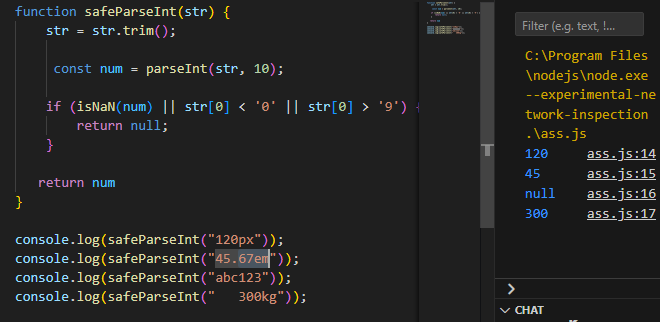 function safeParseInt(str) {
str = str.trim();
const num = parseInt(str, 10);
if (isNaN(num) || str[0] < '0' || str[0] > '9') {
return null;
}
return num
}
console.log(safeParseInt("120px"));
console.log(safeParseInt("45.67em"));
console.log(safeParseInt("abc123"));
console.log(safeParseInt("   300kg"));
Filter (e.g. text, !...
C:\Program Files
\nodejs\node.exe
--experimental-ne
twork-inspection
.\ass.js
120 ass.js:14
45 ass.js:15
null ass.js:16
300 ass.js:17
CHAT